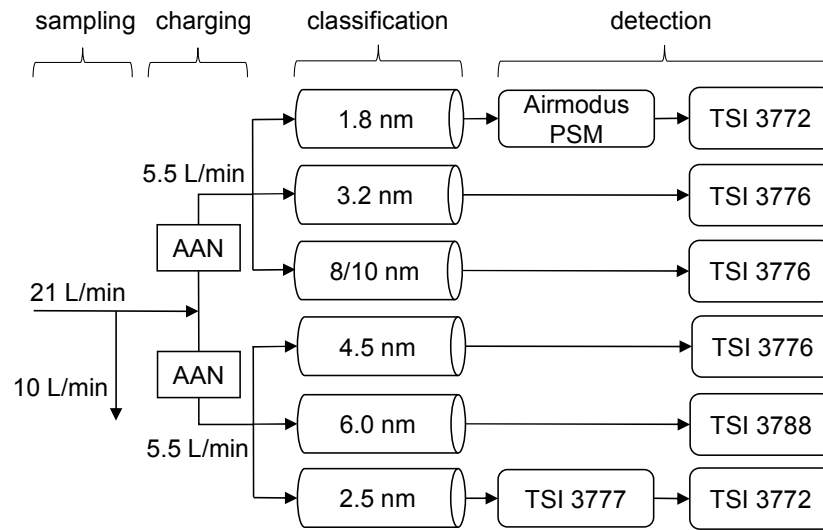 sampling charging classification detection
1.8 nm
Airmodus
PSM
TSI 3772
5.5 L/min
3.2 nm
TSI 3776
AAN
8/10 nm
TSI 3776
21 L/min
4.5 nm
TSI 3776
AAN
10 L/min
6.0 nm
TSI 3788
5.5 L/min
2.5 nm
TSI 3777
TSI 3772